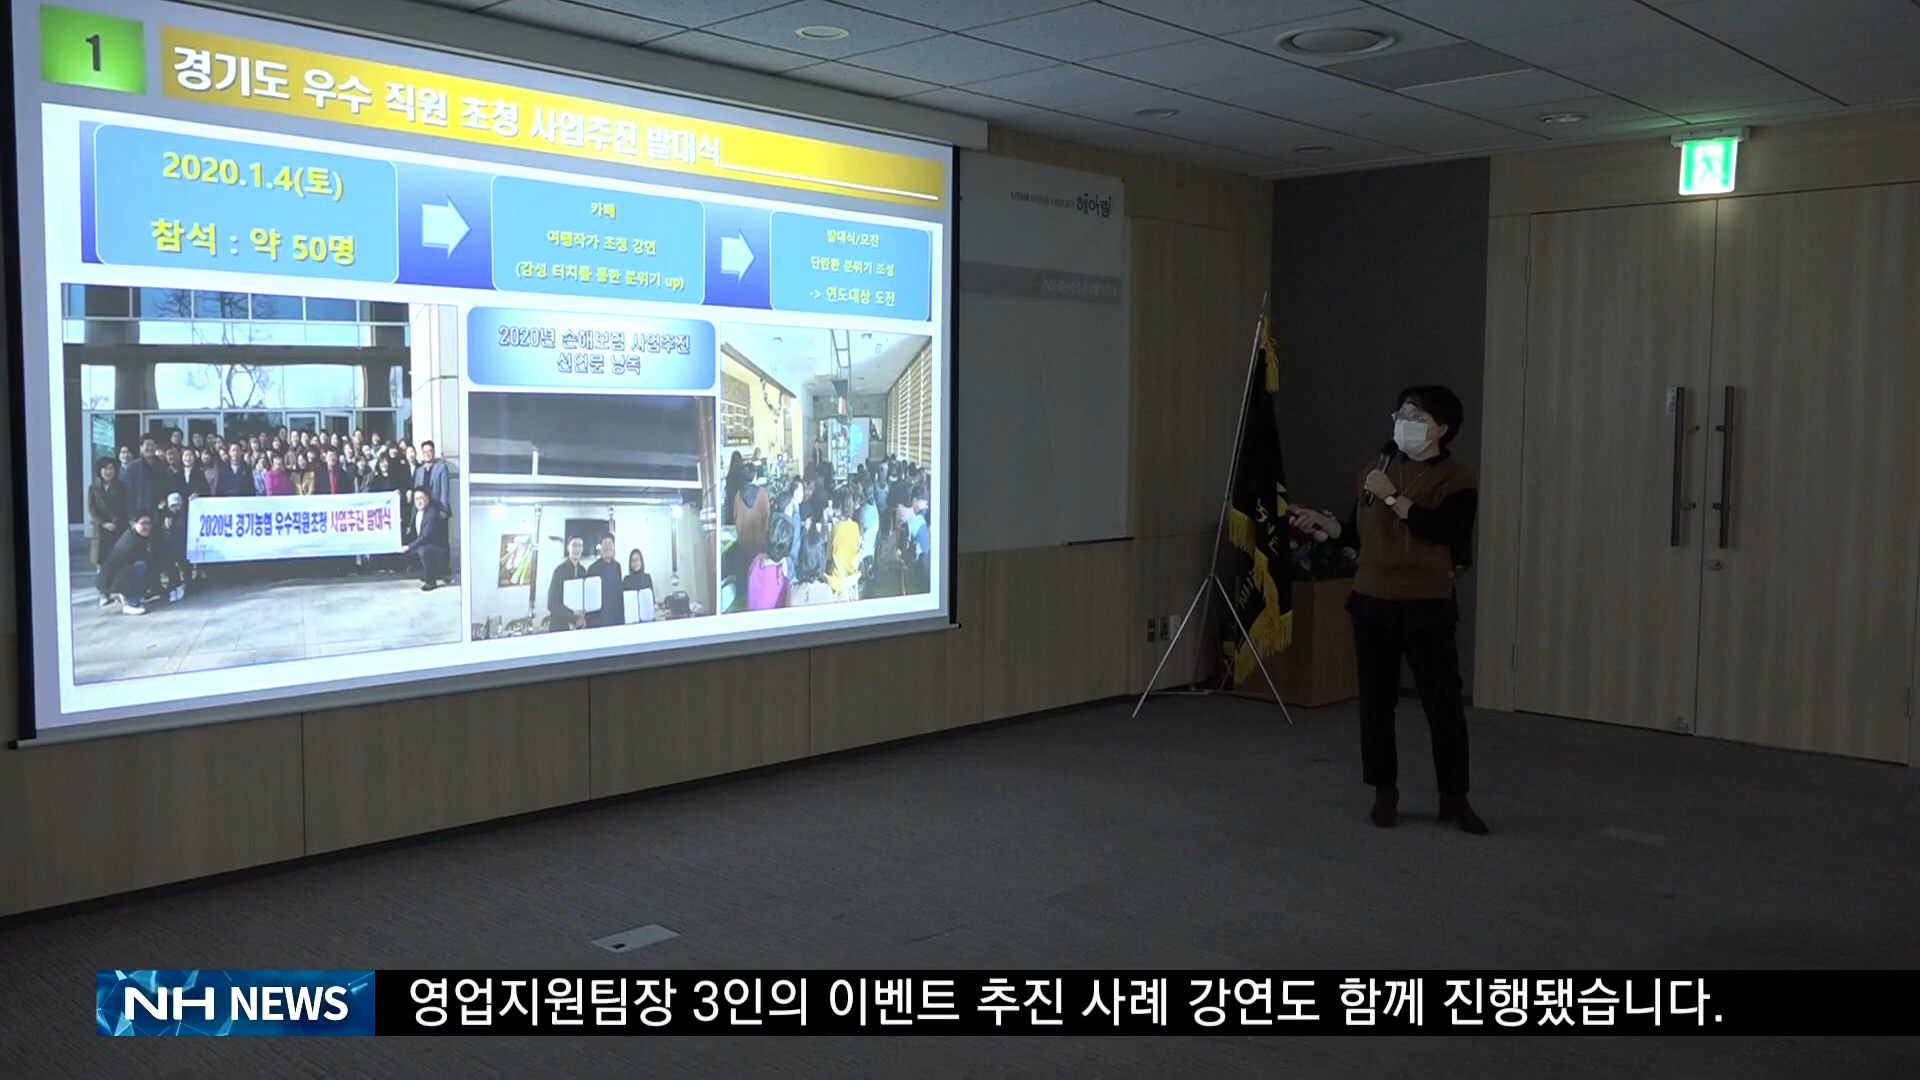 1
경기도 우수 직원 초청 사업추진 발대식
2020.1.4(토)
참석 : 약 50명
카페
여행작가 초청 강연
(감성 터치를 통한 분위기 up)
발대식/오찬
단란한 분위기 조성
-> 연도대상 도전
2020년 손해보험 사업추진
선언문 낭독
2020년 경기농협 우수직원초청 사업추진 발대식
헤아림
NH NEWS
영업지원팀장 3인의 이벤트 추진 사례 강연도 함께 진행됐습니다.